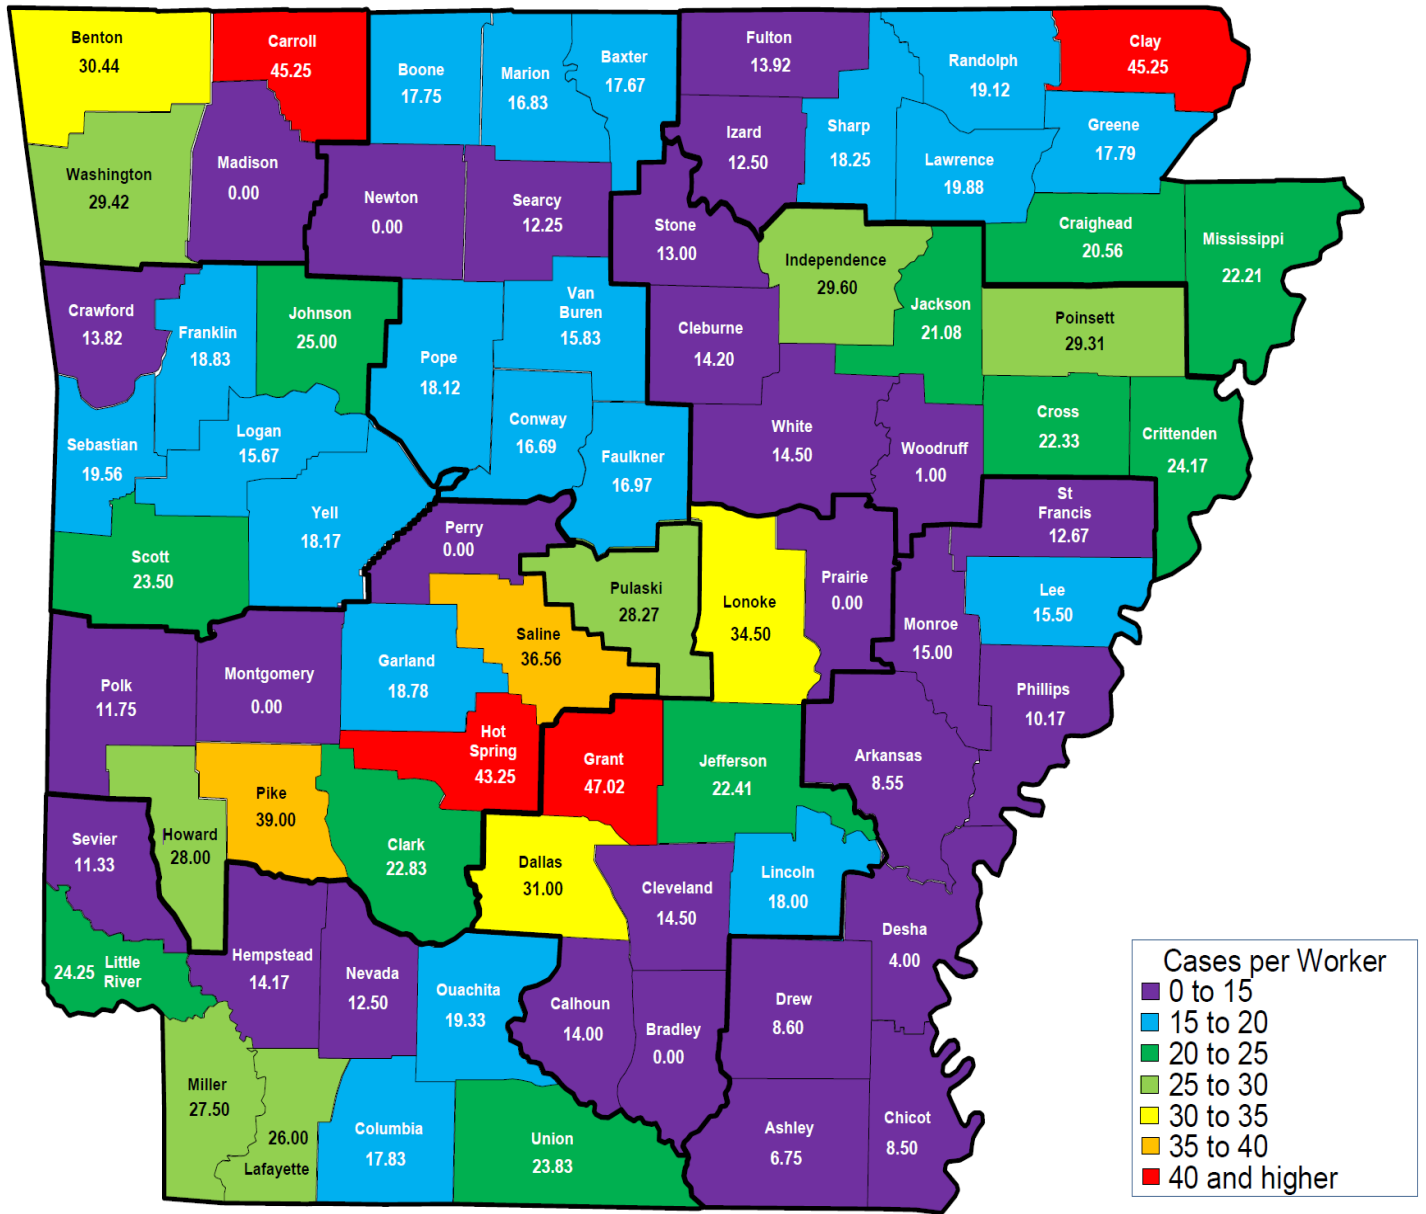 Benton
30.44
Carroll
45.25
Boone
17.75
Marion
16.83
Baxter
17.67
Fulton
13.92
Randolph
19.12
Clay
45.25
Washington
29.42
Madison
0.00
Newton
0.00
Searcy
12.25
Stone
13.00
Izard
12.50
Sharp
18.25
Lawrence
19.88
Greene
17.79
Craighead
20.56
Mississippi
22.21
Crawford
13.82
Franklin
18.83
Johnson
25.00
Pope
18.12
Van
Buren
15.83
Cleburne
14.20
Independence
29.60
Jackson
21.08
Poinsett
29.31
Sebastian
19.56
Logan
15.67
Conway
16.69
Faulkner
16.97
White
14.50
Woodruff
1.00
Cross
22.33
Crittenden
24.17
Scott
23.50
Yell
18.17
Perry
0.00
Pulaski
28.27
Lonoke
34.50
Prairie
0.00
St
Francis
12.67
Lee
15.50
Monroe
15.00
Phillips
10.17
Polk
11.75
Montgomery
0.00
Garland
18.78
Saline
36.56
Hot
Spring
43.25
Grant
47.02
Jefferson
22.41
Arkansas
8.55
Sevier
11.33
Howard
28.00
Pike
39.00
Clark
22.83
Dallas
31.00
Cleveland
14.50
Lincoln
18.00
Desha
4.00
24.25 Little
River
Hempstead
14.17
Nevada
12.50
Ouachita
19.33
Calhoun
14.00
Bradley
0.00
Drew
8.60
Miller
27.50
26.00
Lafayette
Columbia
17.83
Union
23.83
Ashley
6.75
Chicot
8.50
Cases per Worker
0 to 15
15 to 20
20 to 25
25 to 30
30 to 35
35 to 40
40 and higher